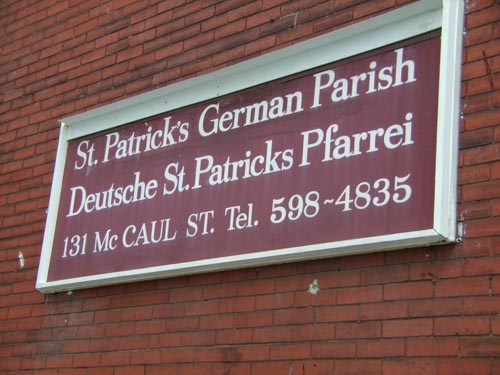 St. Patrick's German Parish
Deutsche St. Patricks Pfarrei
131 Mc CAUL ST. Tel. 598~4835